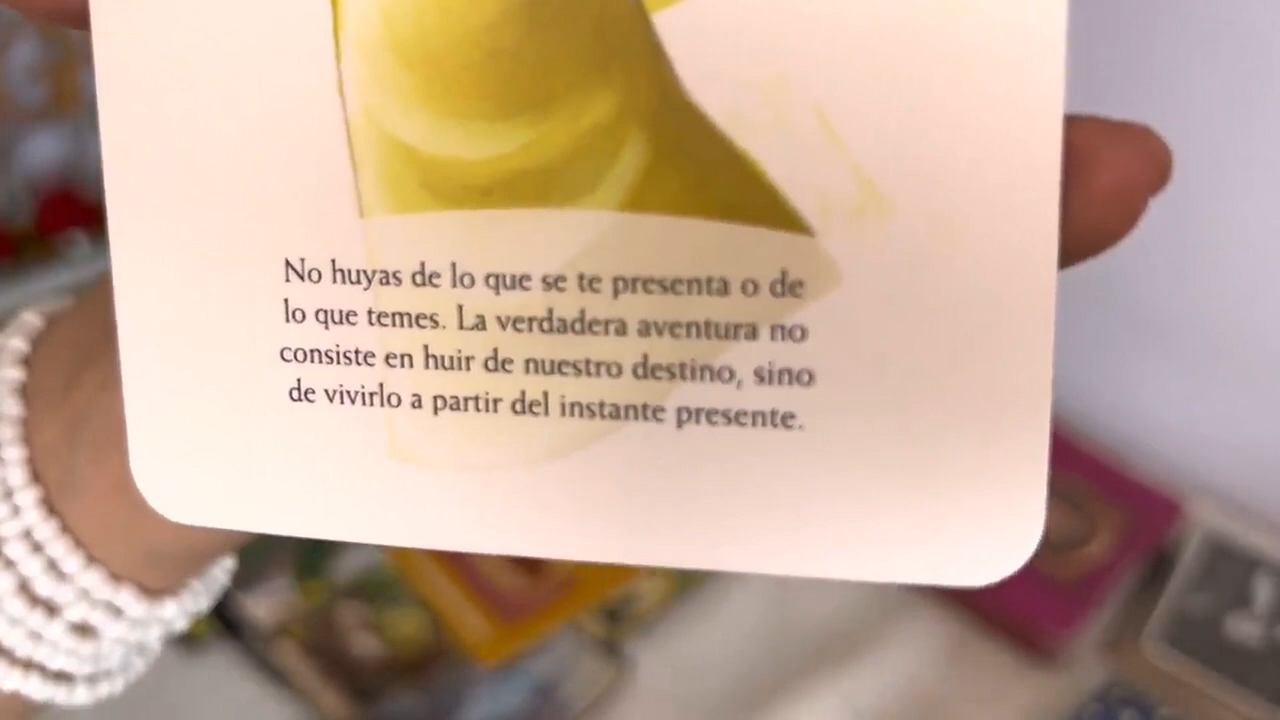 No huyas de lo que se te presenta o de
lo que temes. La verdadera aventura no
consiste en huir de nuestro destino, sino
de vivirlo a partir del instante presente.